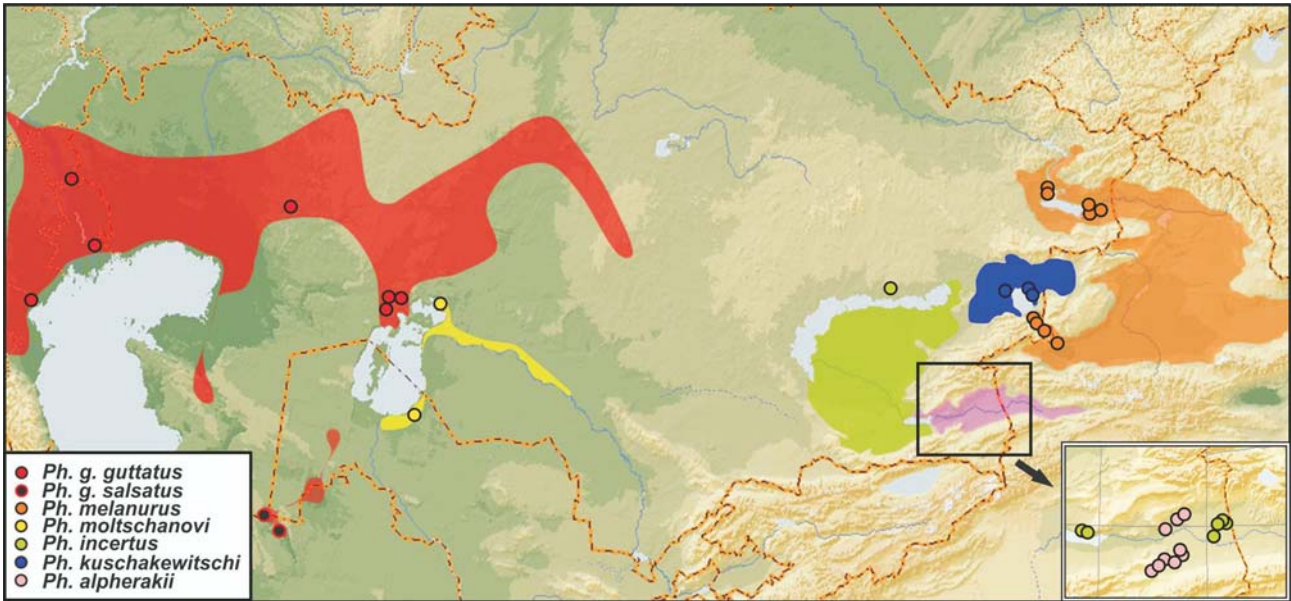 Ph. g. guttatus
Ph. g. salsatus
Ph. melanurus
Ph. moltschanovi
Ph. incertus
Ph. kuschakewitschi
Ph. alpherakii